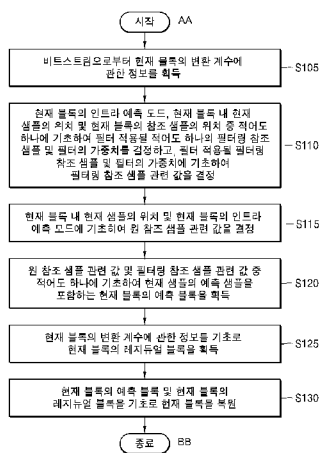 시작 AA
비트스트림으로부터 현재 블록의 변환 계수에
관한 정보를 획득
S105
현재 블록의 인트라 예측 모드, 현재 블록 내 현재
샘플의 위치 및 현재 블록의 참조 샘플의 위치 중 적어도
하나에 기초하여 필터 적용될 적어도 하나의 필터링 참조
샘플 및 필터의 가중치를 결정하고, 필터 적용될 필터링
참조 샘플 및 필터의 가중치에 기초하여
필터링 참조 샘플 관련 값을 결정
S110
현재 블록 내 현재 샘플의 위치 및 현재 블록의 인트라
예측 모드에 기초하여 원 참조 샘플 관련 값을 결정
S115
원 참조 샘플 관련 값 및 필터링 참조 샘플 관련 값 중
적어도 하나에 기초하여 현재 샘플의 예측 샘플을
포함하는 현재 블록의 예측 블록을 획득
S120
현재 블록의 변환 계수에 관한 정보를 기초로
현재 블록의 레지듀얼 블록을 획득
S125
현재 블록의 예측 블록 및 현재 블록의
레지듀얼 블록을 기초로 현재 블록을 복원
S130
종료 BB